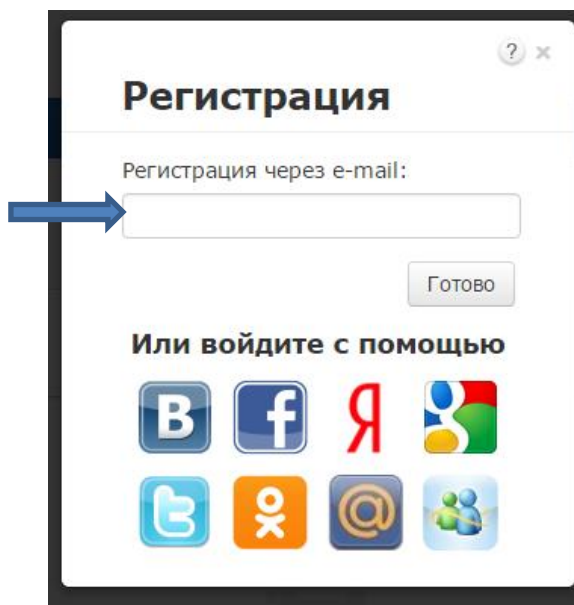 ? ×
Регистрация
Регистрация через e-mail:
Готово
Или войдите с помощью
В f Я g
t @